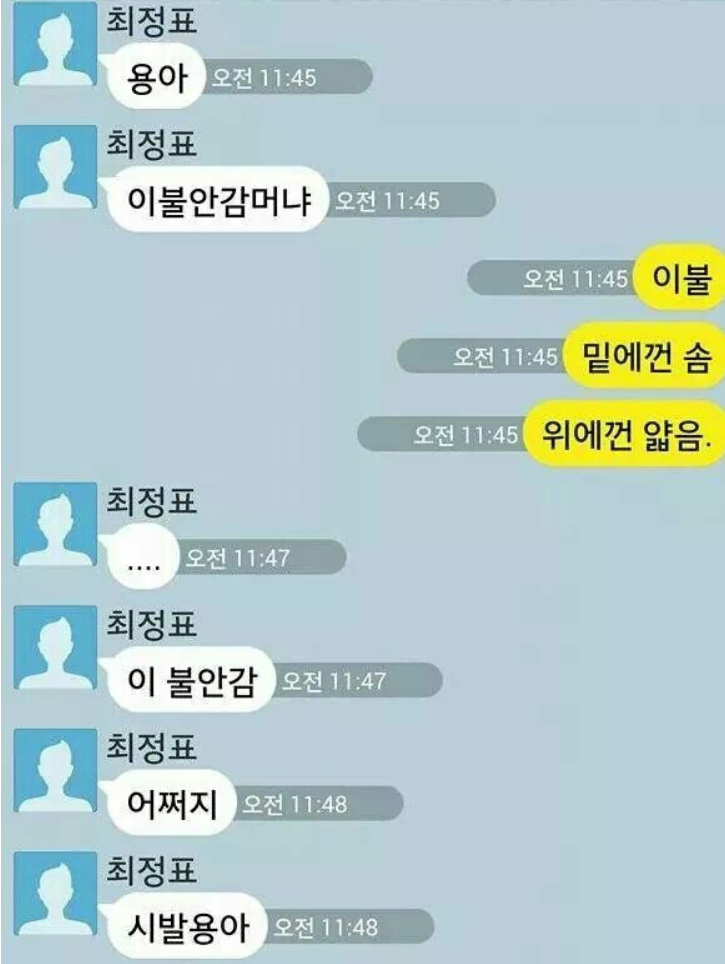 최정표
용아 오전 11:45
최정표
이불안감머냐 오전 11:45
오전 11:45 이불
오전 11:45 밑에껀 솜
오전 11:45 위에껀 얇음.
최정표
.... 오전 11:47
최정표
이 불안감 오전 11:47
최정표
어쩌지 오전 11:48
최정표
시발용아 오전 11:48